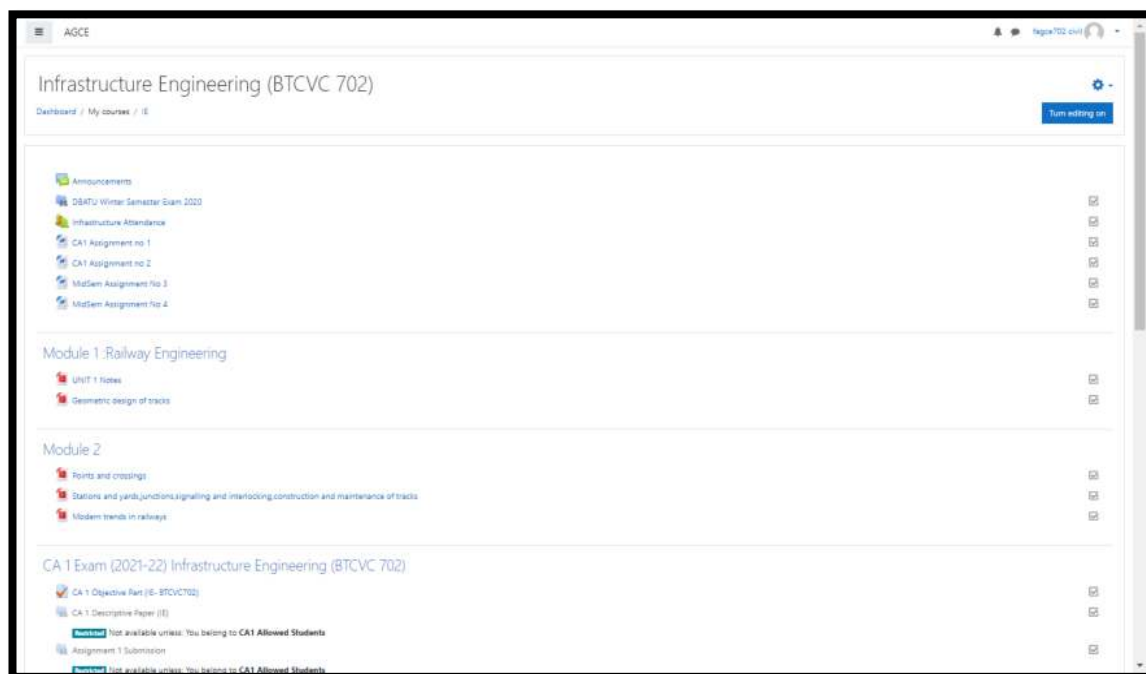 AGCE
fagce702 civil
Infrastructure Engineering (BTCVC 702)
Dashboard / My courses / IE
Turn editing on
Announcements
DBATU Winter Semester Exam 2020
Infrastructure Attendance
CA1 Assignment no 1
CA1 Assignment no 2
MidSem Assignment No 3
MidSem Assignment No 4
Module 1 :Railway Engineering
UNIT 1 Notes
Geometric design of tracks
Module 2
Points and crossings
Stations and yards,junctions,signalling and interlocking,construction and maintenance of tracks
Modern trends in railways
CA 1 Exam (2021-22) Infrastructure Engineering (BTCVC 702)
CA 1 Objective Part (IE- BTCVC702)
CA 1 Descriptive Paper (IE)
Restricted Not available unless: You belong to CA1 Allowed Students
Assignment 1 Submission
Restricted Not available unless: You belong to CA1 Allowed Students